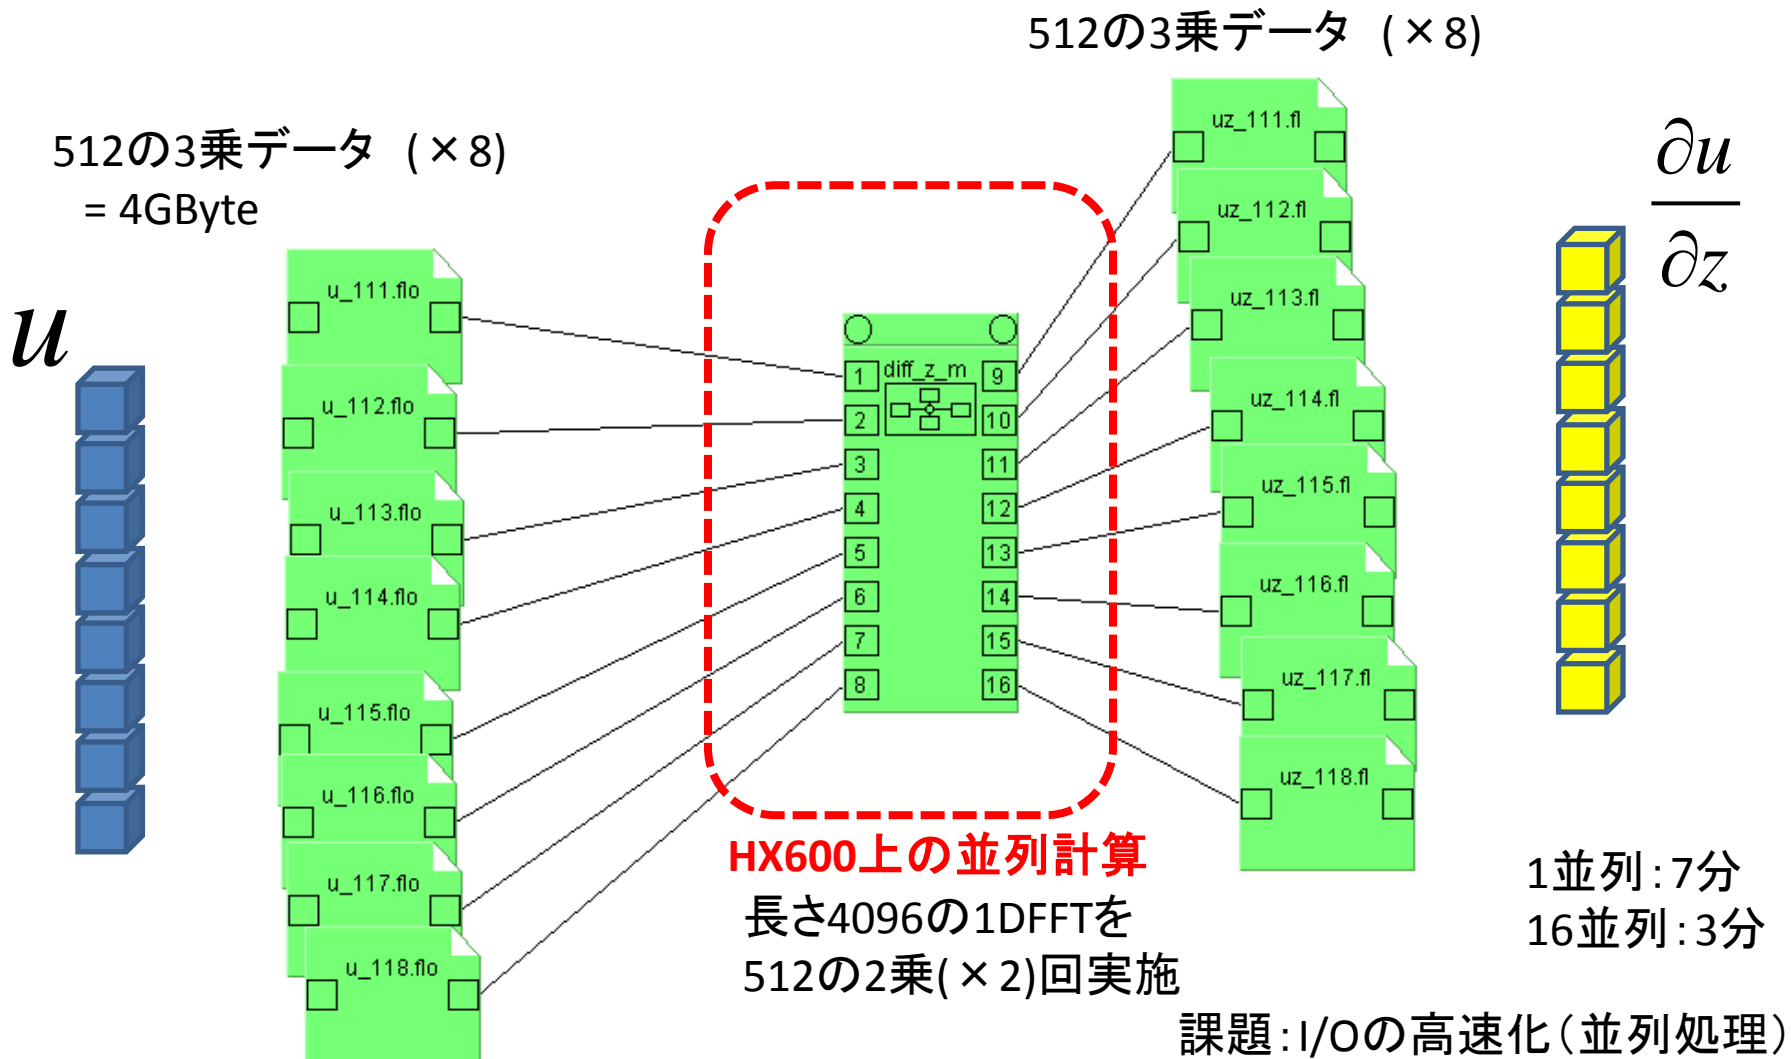 512の3乗データ (×8)
= 4GByte
u
u_111.flo
u_112.flo
u_113.flo
u_114.flo
u_115.flo
u_116.flo
u_117.flo
u_118.flo
diff_z_m
1
2
3
4
5
6
7
8
9
10
11
12
13
14
15
16
HX600上の並列計算
長さ4096の1DFFTを
512の2乗(×2)回実施
512の3乗データ (×8)
uz_111.fl
uz_112.fl
uz_113.fl
uz_114.fl
uz_115.fl
uz_116.fl
uz_117.fl
uz_118.fl
∂u
∂z
1並列:7分
16並列:3分
課題:I/Oの高速化(並列処理)